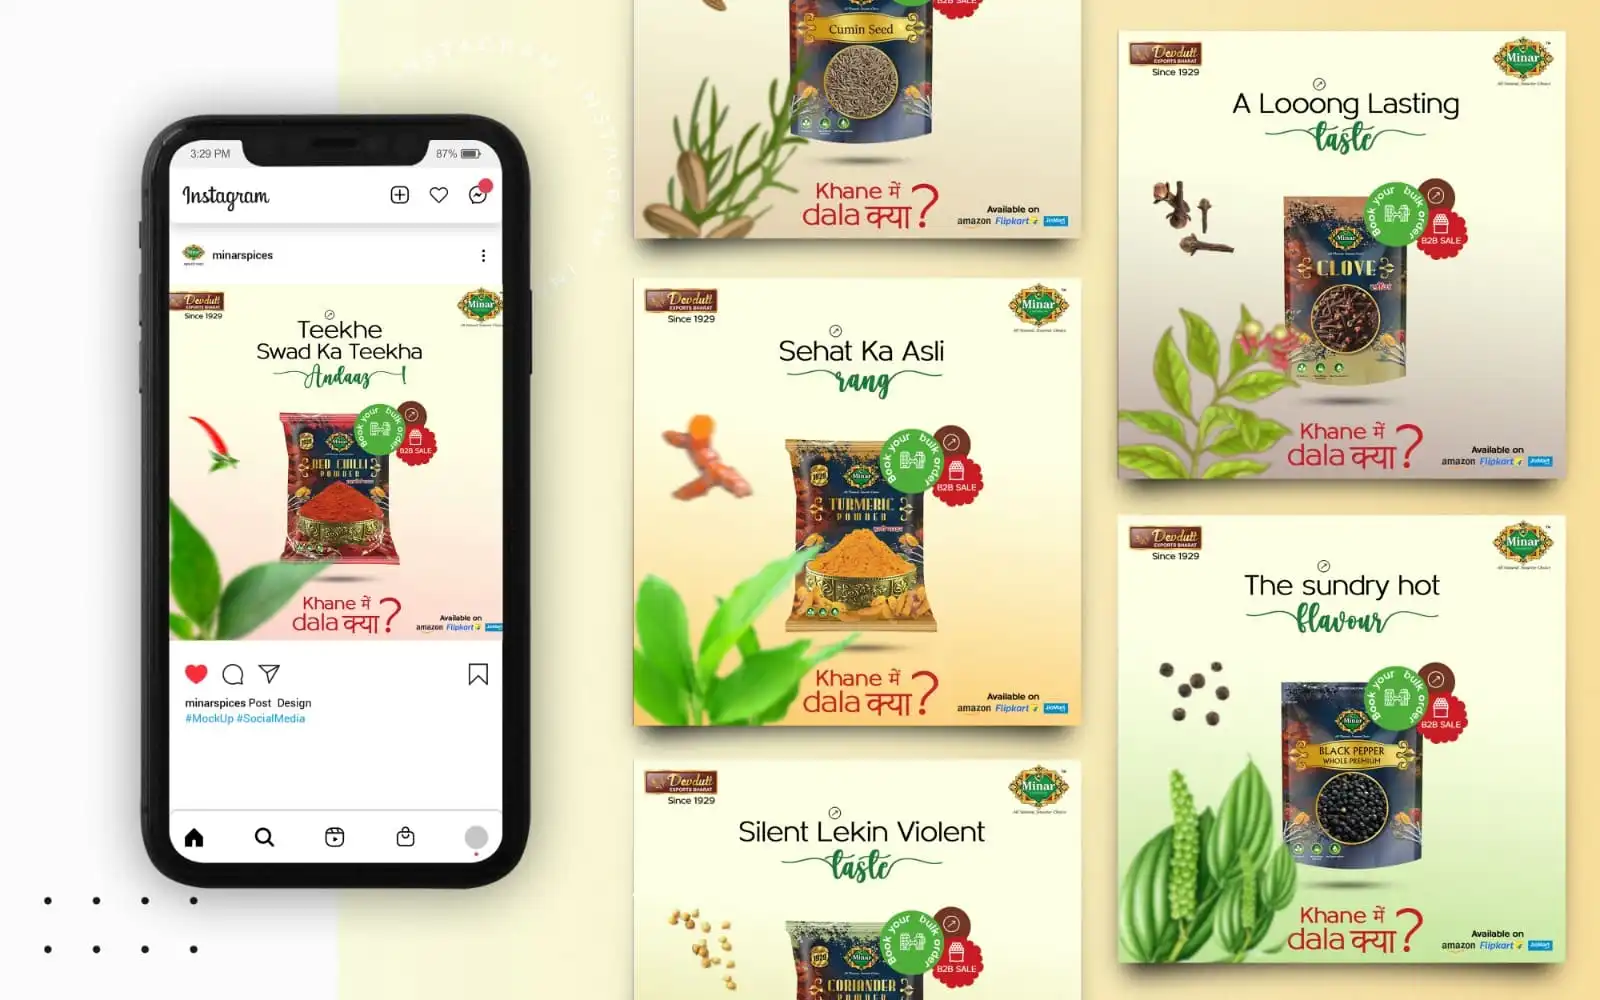 3:29 PM
87%
Instagram
minarspices
Devdutt
EXPORTS BHARAT
Since 1929
Minar
Teekhe
Swad Ka Teekha
Andaaz !
Book your bulk order
B2B SALE
Minar
RED CHILLI
POWDER
Khane में
dala क्या?
Available on
amazon Flipkart JioMart
minarspices Post Design
#MockUp #SocialMedia
Cumin Seed
B2B SALE
Khane में
dala क्या?
Available on
amazon Flipkart JioMart
Devdutt
EXPORTS BHARAT
Since 1929
Minar
Sehat Ka Asli
rang
Book your bulk order
B2B SALE
1929
Minar
TURMERIC
POWDER
Khane में
dala क्या?
Available on
amazon Flipkart JioMart
Devdutt
EXPORTS BHARAT
Since 1929
Minar
Silent Lekin Violent
taste
Book your bulk order
B2B SALE
1929
Minar
CORIANDER
POWDER
Devdutt
EXPORTS BHARAT
Since 1929
Minar
A Looong Lasting
taste
Book your bulk order
B2B SALE
Minar
CLOVE
Khane में
dala क्या?
Available on
amazon Flipkart JioMart
Devdutt
EXPORTS BHARAT
Since 1929
Minar
The sundry hot
flavour
Book your bulk order
B2B SALE
Minar
BLACK PEPPER
WHOLE PREMIUM
Khane में
dala क्या?
Available on
amazon Flipkart JioMart